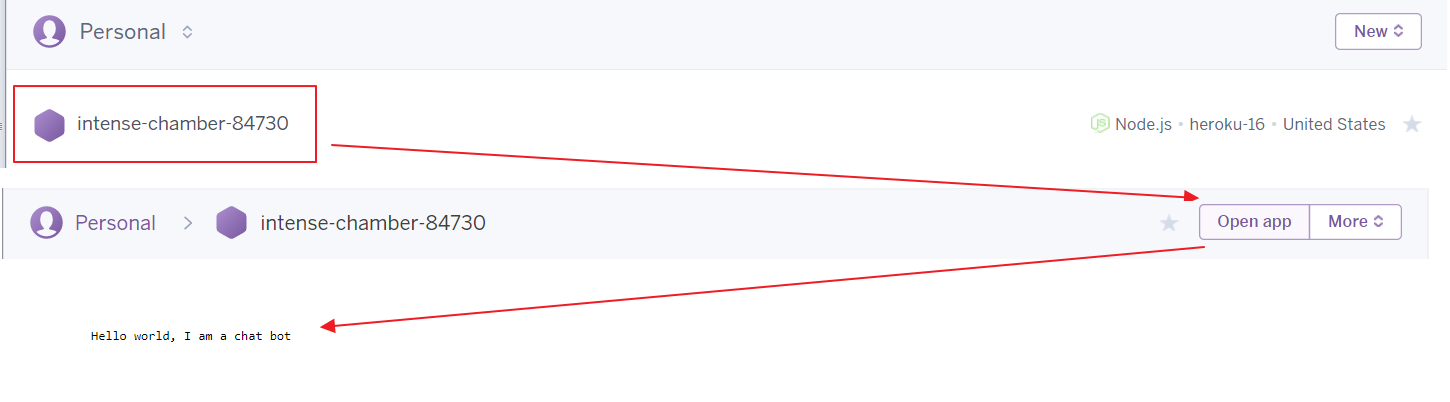 Personal
New
intense-chamber-84730
JS Node.js • heroku-16 • United States
Personal > intense-chamber-84730
Open app
More
Hello world, I am a chat bot